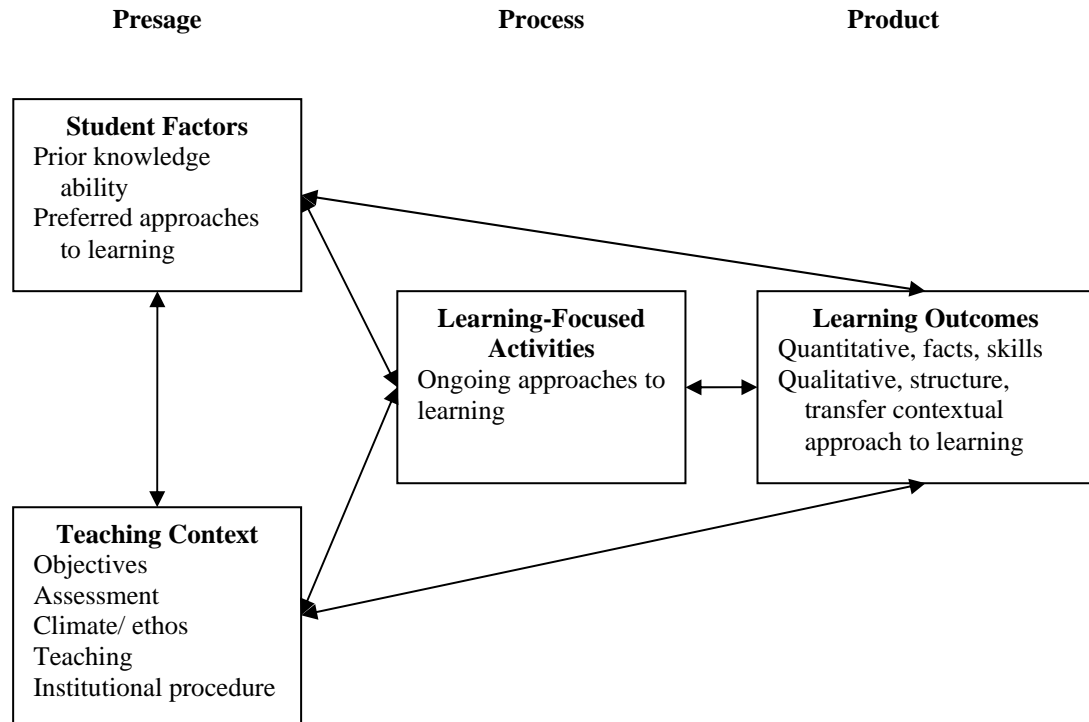 Presage
Process
Product
Student Factors
Prior knowledge
ability
Preferred approaches
to learning
Learning-Focused
Activities
Ongoing approaches to
learning
Learning Outcomes
Quantitative, facts, skills
Qualitative, structure,
transfer contextual
approach to learning
Teaching Context
Objectives
Assessment
Climate/ ethos
Teaching
Institutional procedure